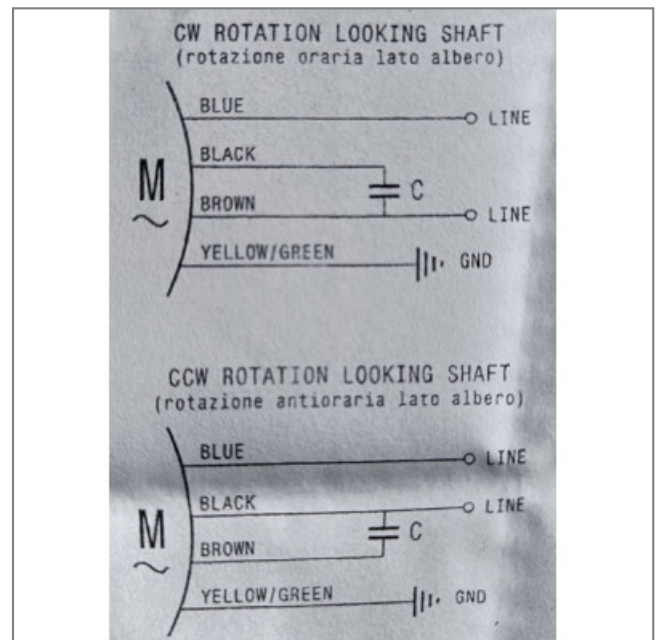 CW ROTATION LOOKING SHAFT
(rotazione oraria lato albero)
BLUE
LINE
BLACK
M
C
BROWN
LINE
YELLOW/GREEN
GND
CCW ROTATION LOOKING SHAFT
(rotazione antioraria lato albero)
BLUE
LINE
BLACK
LINE
M
C
BROWN
YELLOW/GREEN
GND